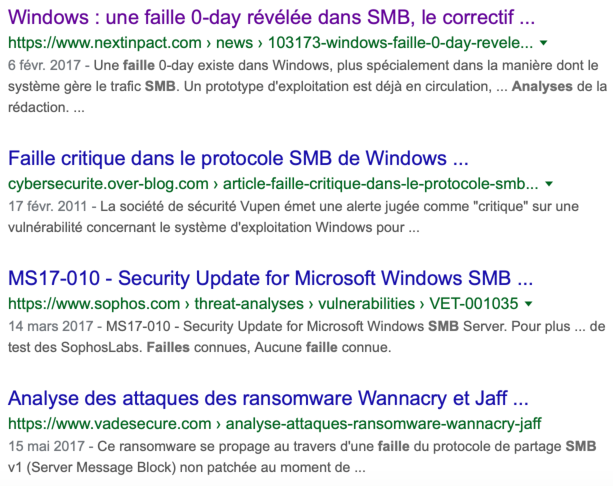 Windows : une faille 0-day révélée dans SMB, le correctif ...
https://www.nextinpact.com › news › 103173-windows-faille-0-day-revele...
6 févr. 2017 - Une faille 0-day existe dans Windows, plus spécialement dans la manière dont le
système gère le trafic SMB. Un prototype d'exploitation est déjà en circulation, ... Analyses de la
rédaction. ...
Faille critique dans le protocole SMB de Windows ...
cybersecurite.over-blog.com › article-faille-critique-dans-le-protocole-smb...
17 févr. 2011 - La société de sécurité Vupen émet une alerte jugée comme "critique" sur une
vulnérabilité concernant le système d'exploitation Windows pour ...
MS17-010 - Security Update for Microsoft Windows SMB ...
https://www.sophos.com › threat-analyses › vulnerabilities › VET-001035
14 mars 2017 - MS17-010 - Security Update for Microsoft Windows SMB Server. Pour plus ... de
test des SophosLabs. Failles connues, Aucune faille connue.
Analyse des attaques des ransomware Wannacry et Jaff ...
https://www.vadesecure.com › analyse-attaques-ransomware-wannacry-jaff
15 mai 2017 - Ce ransomware se propage au travers d'une faille du protocole de partage SMB
v1 (Server Message Block) non patchée au moment de ...